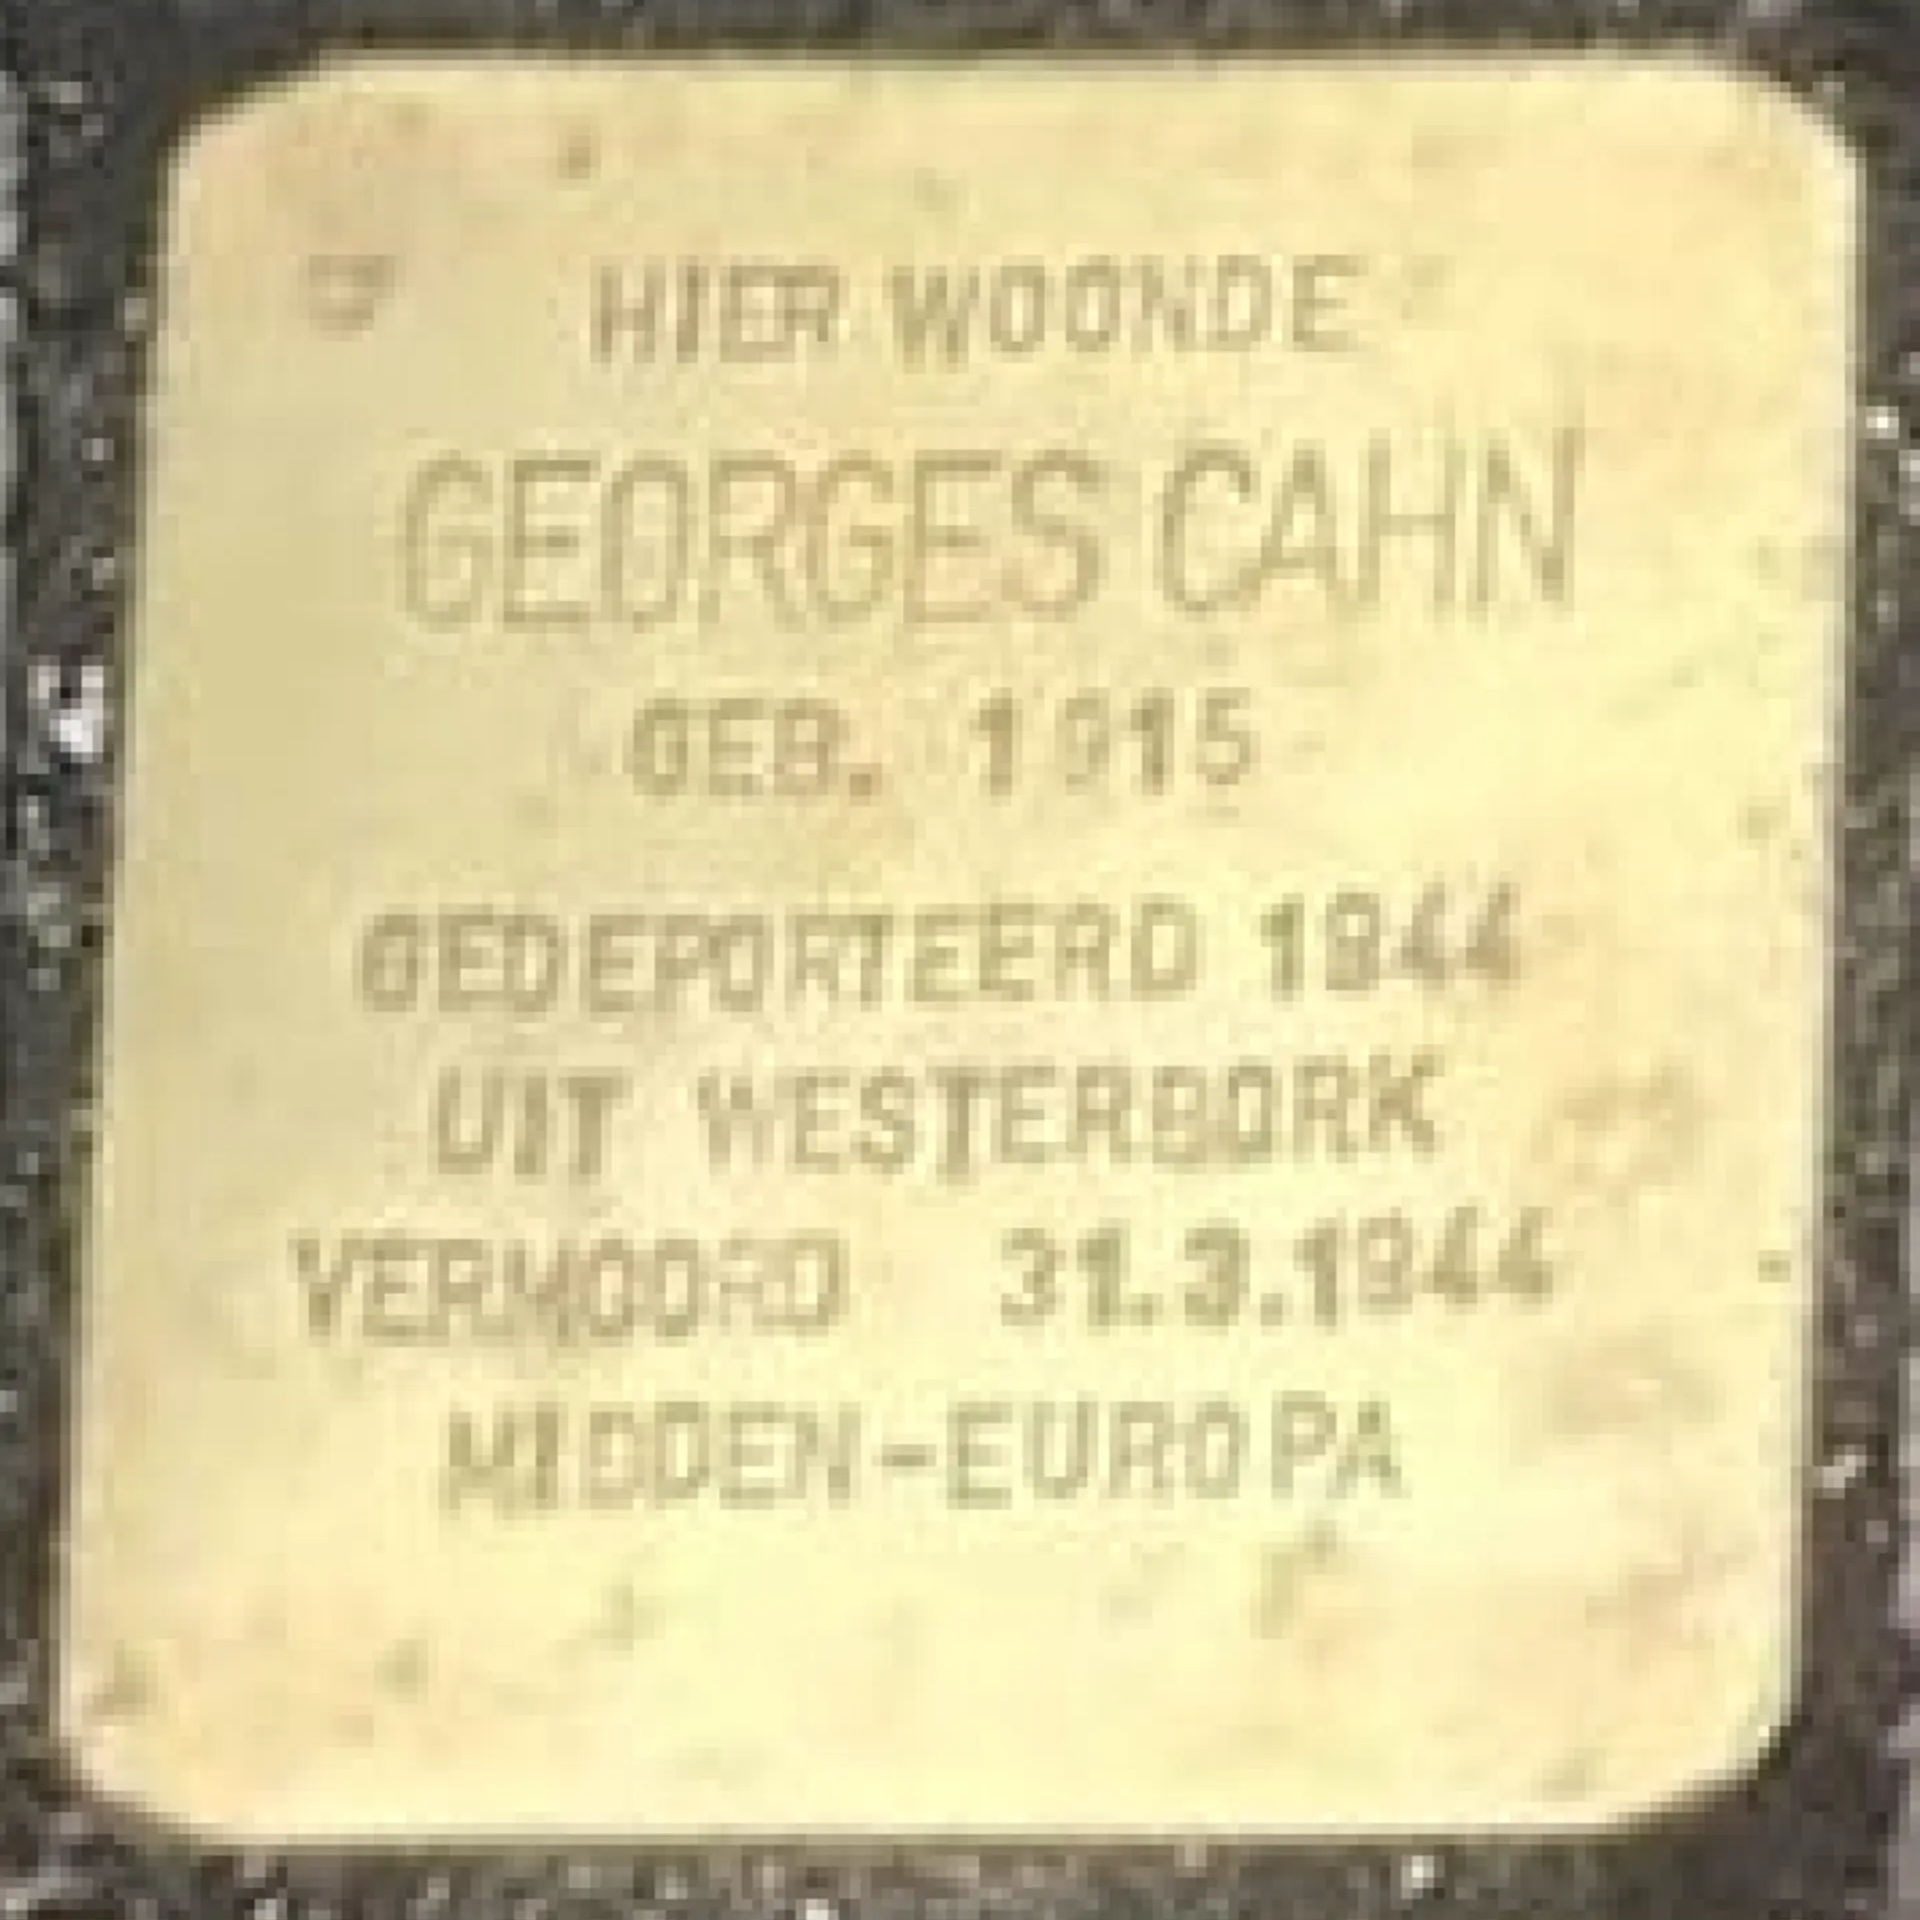 HIER WOONDE
GEORGES CAHN
GEB. 1915
GEDEPORTEERD 1944
UIT WESTERBORK
VERMOORD 31.3.1944
MIDDEN-EUROPA